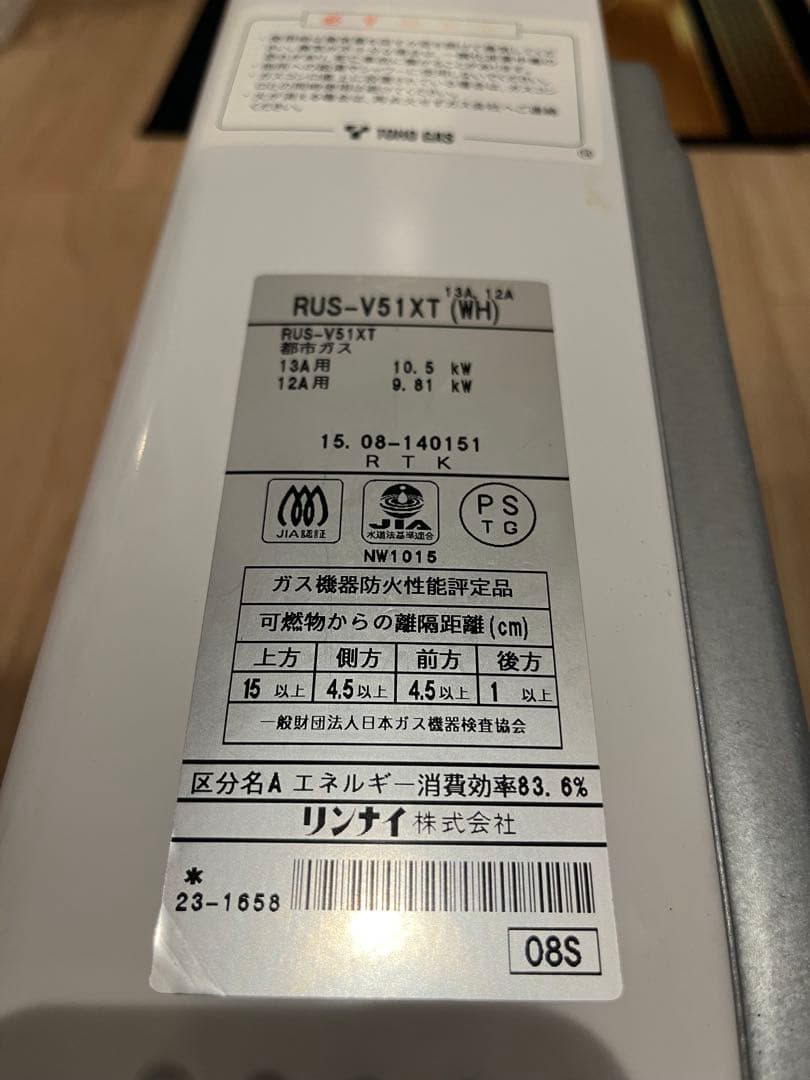 TOHO GAS
13A, 12A
RUS-V51XT (WH)
RUS-V51XT
都市ガス
13A用 10.5 kW
12A用 9.81 kW
15.08-140151
R T K
JIA認証
JIA
水道法基準適合
PS
TG
NW1015
ガス機器防火性能評定品
可燃物からの離隔距離(cm)
上方 側方 前方 後方
15 以上 4.5以上 4.5以上 1 以上
一般財団法人日本ガス機器検査協会
区分名A エネルギー消費効率83.6%
リンナイ株式会社
*
23-1658
08S